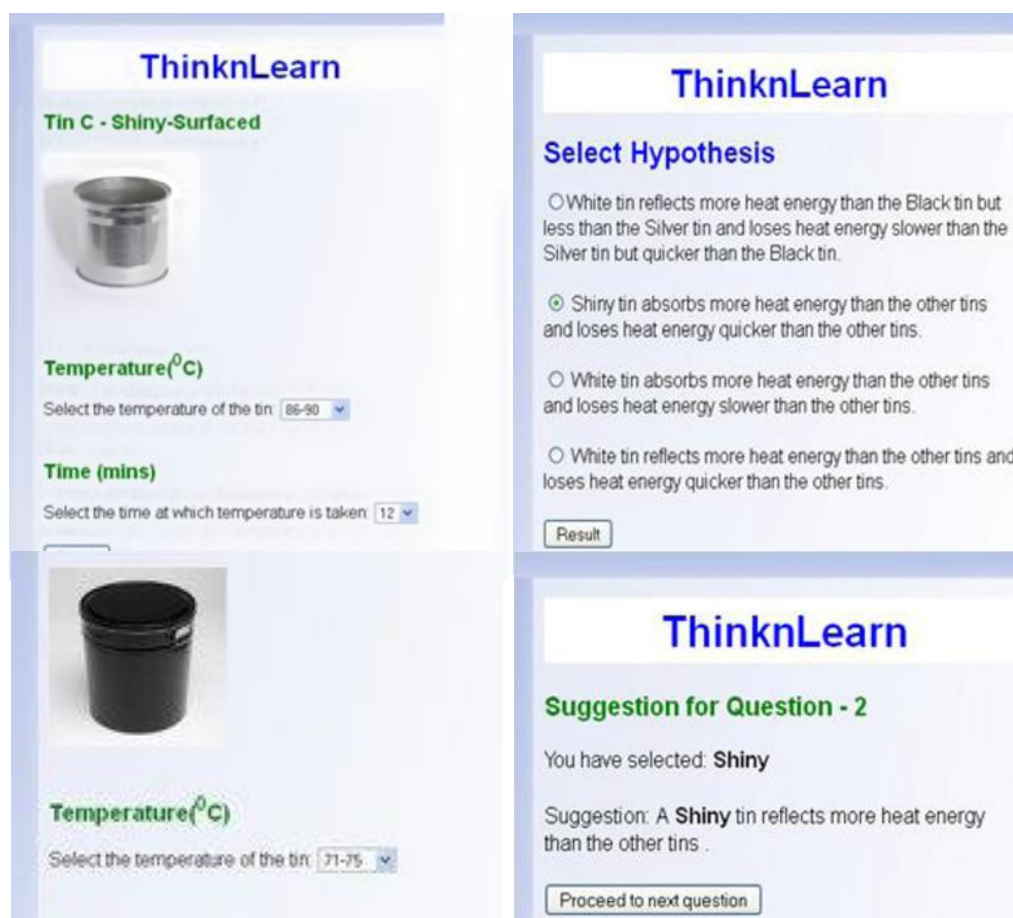 ThinknLearn
Tin C - Shiny-Surfaced
Temperature(⁰C)
Select the temperature of the tin: 86-90
Time (mins)
Select the time at which temperature is taken: 12
ThinknLearn
Select Hypothesis
White tin reflects more heat energy than the Black tin but
less than the Silver tin and loses heat energy slower than the
Silver tin but quicker than the Black tin.
Shiny tin absorbs more heat energy than the other tins
and loses heat energy quicker than the other tins.
White tin absorbs more heat energy than the other tins
and loses heat energy slower than the other tins.
White tin reflects more heat energy than the other tins and
loses heat energy quicker than the other tins.
Result
Temperature(⁰C)
Select the temperature of the tin: 71-75
ThinknLearn
Suggestion for Question - 2
You have selected: Shiny
Suggestion: A Shiny tin reflects more heat energy
than the other tins .
Proceed to next question